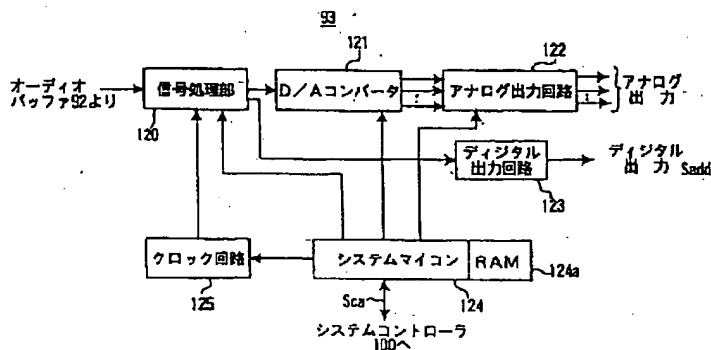 93
121
122
オーディオ
バッファ92より
信号処理部
D/Aコンバータ
アナログ出力回路
アナログ
出力
120
ディジタル
出力回路
ディジタル
出力 Sadd
123
クロック回路
システムマイコン
RAM
124a
125
Sca
124
システムコントローラ
100へ